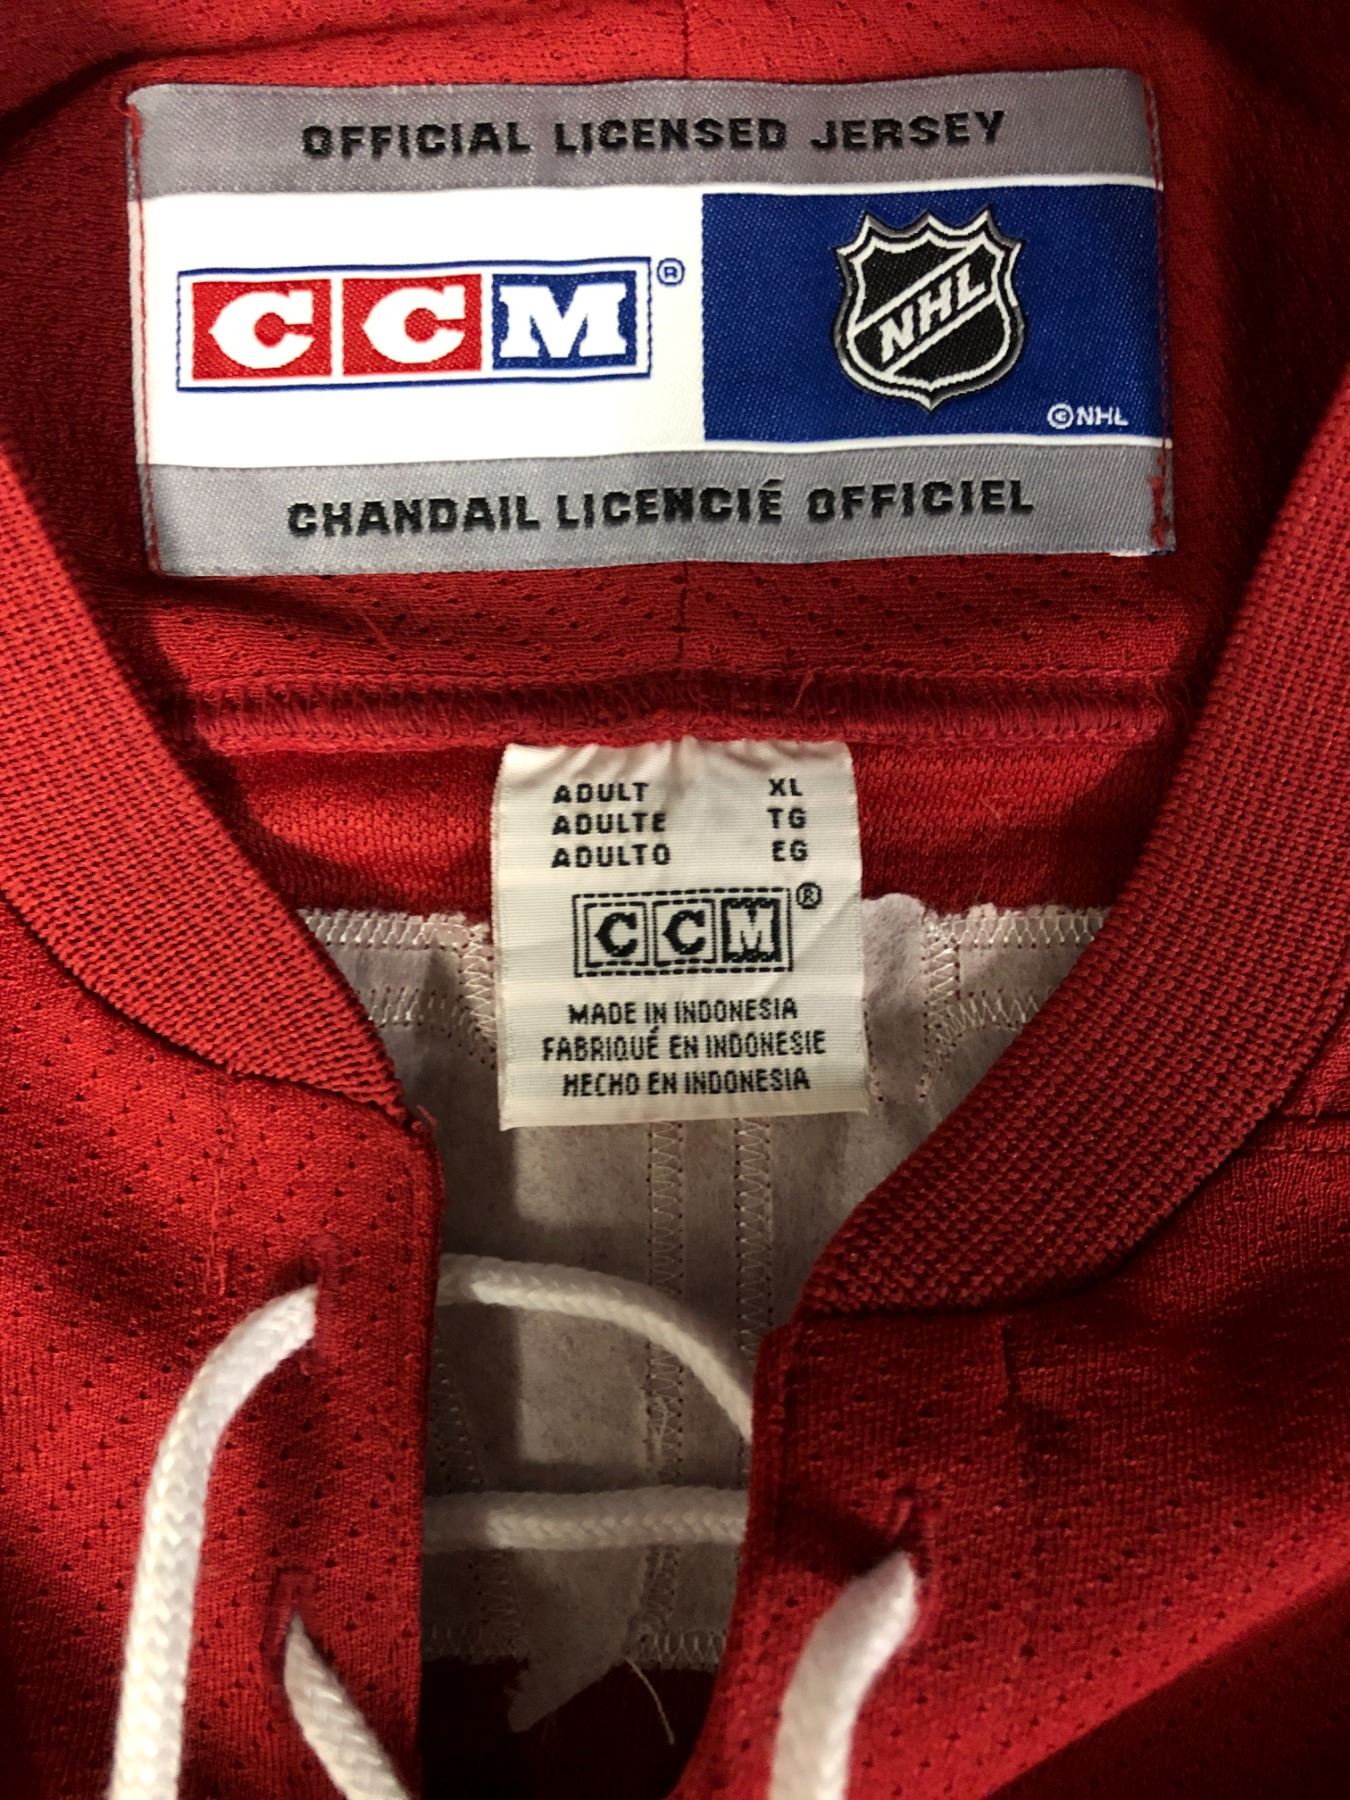 OFFICIAL LICENSED JERSEY
CCM® NHL
©NHL
CHANDAIL LICENCIÉ OFFICIEL
ADULT XL
ADULTE TG
ADULTO EG
CCM®
MADE IN INDONESIA
FABRIQUÉ EN INDONESIE
HECHO EN INDONESIA